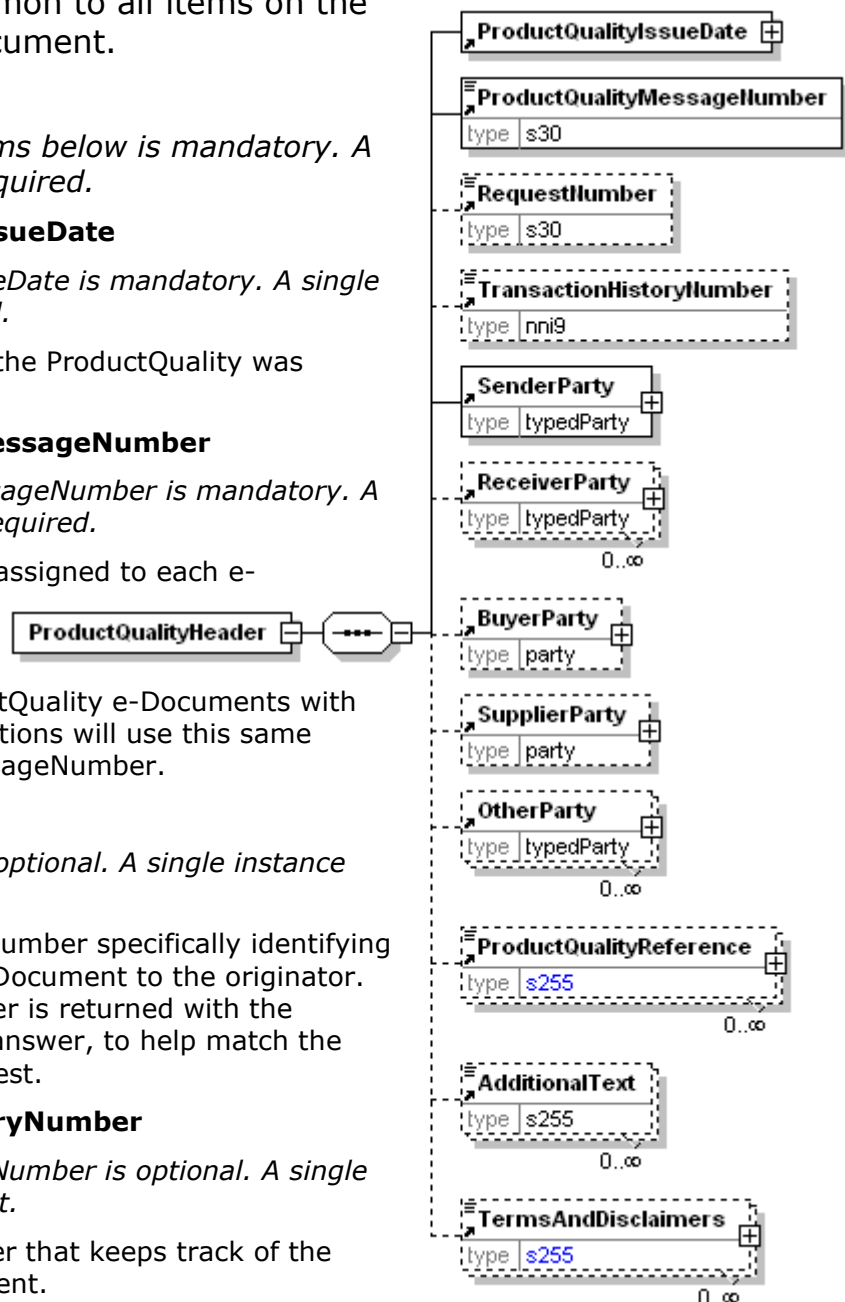 mon to all items on the
cument.
ms below is mandatory. A
quired.
sueDate
eDate is mandatory. A single
l.
the ProductQuality was
essageNumber
sageNumber is mandatory. A
equired.
assigned to each e-
ctQuality e-Documents with
tions will use this same
sageNumber.
optional. A single instance
umber specifically identifying
Document to the originator.
er is returned with the
answer, to help match the
est.
ryNumber
Number is optional. A single
t.
er that keeps track of the
ent.
ProductQualityHeader
ProductQualityIssueDate
ProductQualityMessageNumber
type s30
RequestNumber
type s30
TransactionHistoryNumber
type nni9
SenderParty
type typedParty
ReceiverParty
type typedParty
0..∞
BuyerParty
type party
SupplierParty
type party
OtherParty
type typedParty
0..∞
ProductQualityReference
type s255
0..∞
AdditionalText
type s255
0..∞
TermsAndDisclaimers
type s255
0..∞